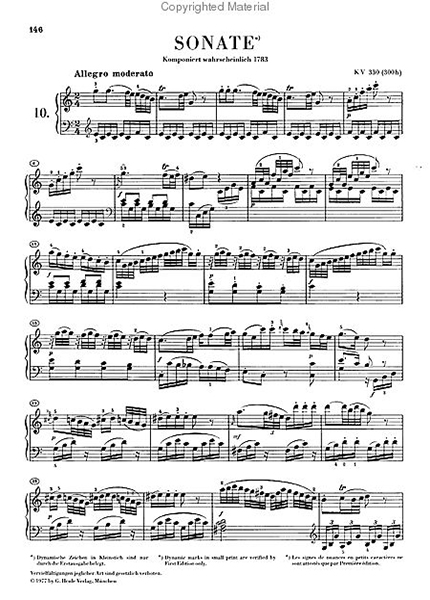 Copyrighted Material
146
SONATE*)
Komponiert wahrscheinlich 1783
Allegro moderato
KV 330 (300h)
10.
*) Dynamische Zeichen in Kleinstich sind nur
durch die Erstausgabe belegt.
*) Dynamic marks in small print are verified by
First Edition only.
*) Les signes de nuances en petits caractères ne
sont attestés que par Première édition.
Vervielfältigungen jeglicher Art sind gesetzlich verboten.
© 1977 by G. Henle Verlag, München